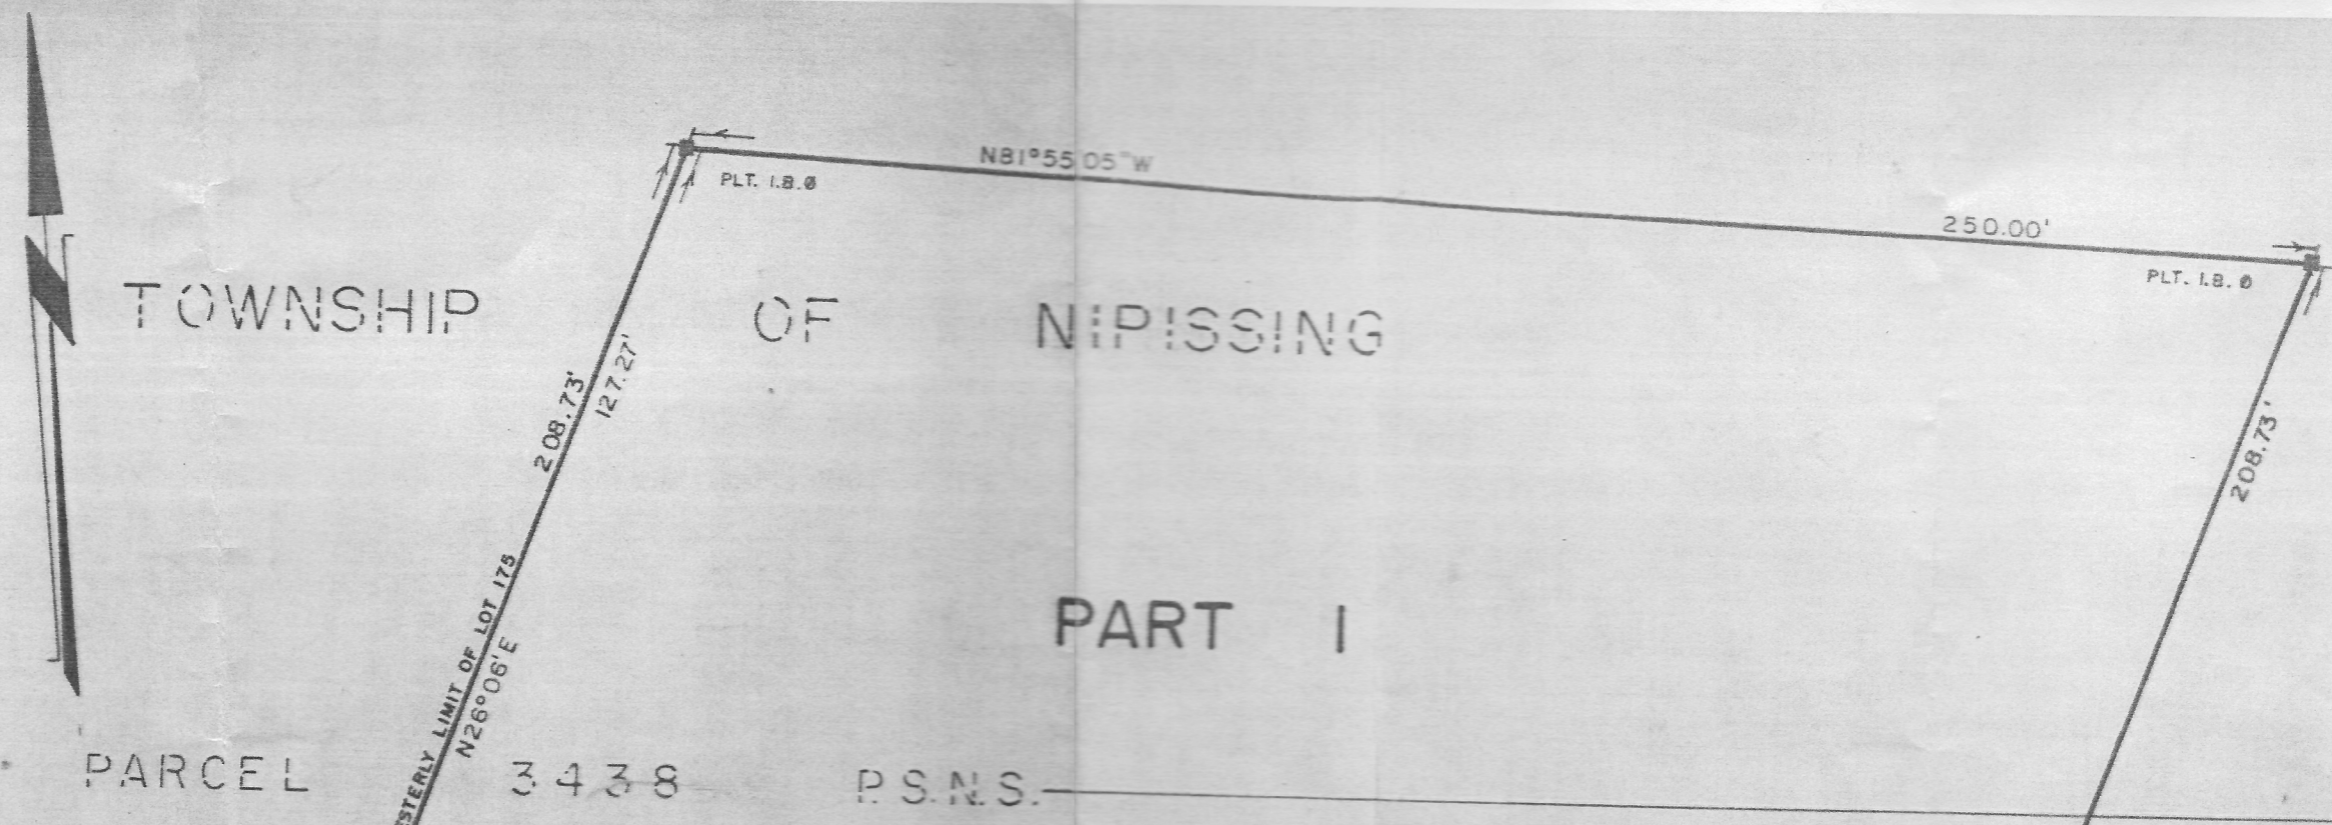 N81°55'05"W
PLT. I.B.Ø
250.00'
PLT. I.B. Ø
N
TOWNSHIP OF NIPISSING
208.73'
127.27'
208.73'
PART 1
LIMIT OF LOT 175
N26°06'E
PARCEL 3438 P.S.N.S.